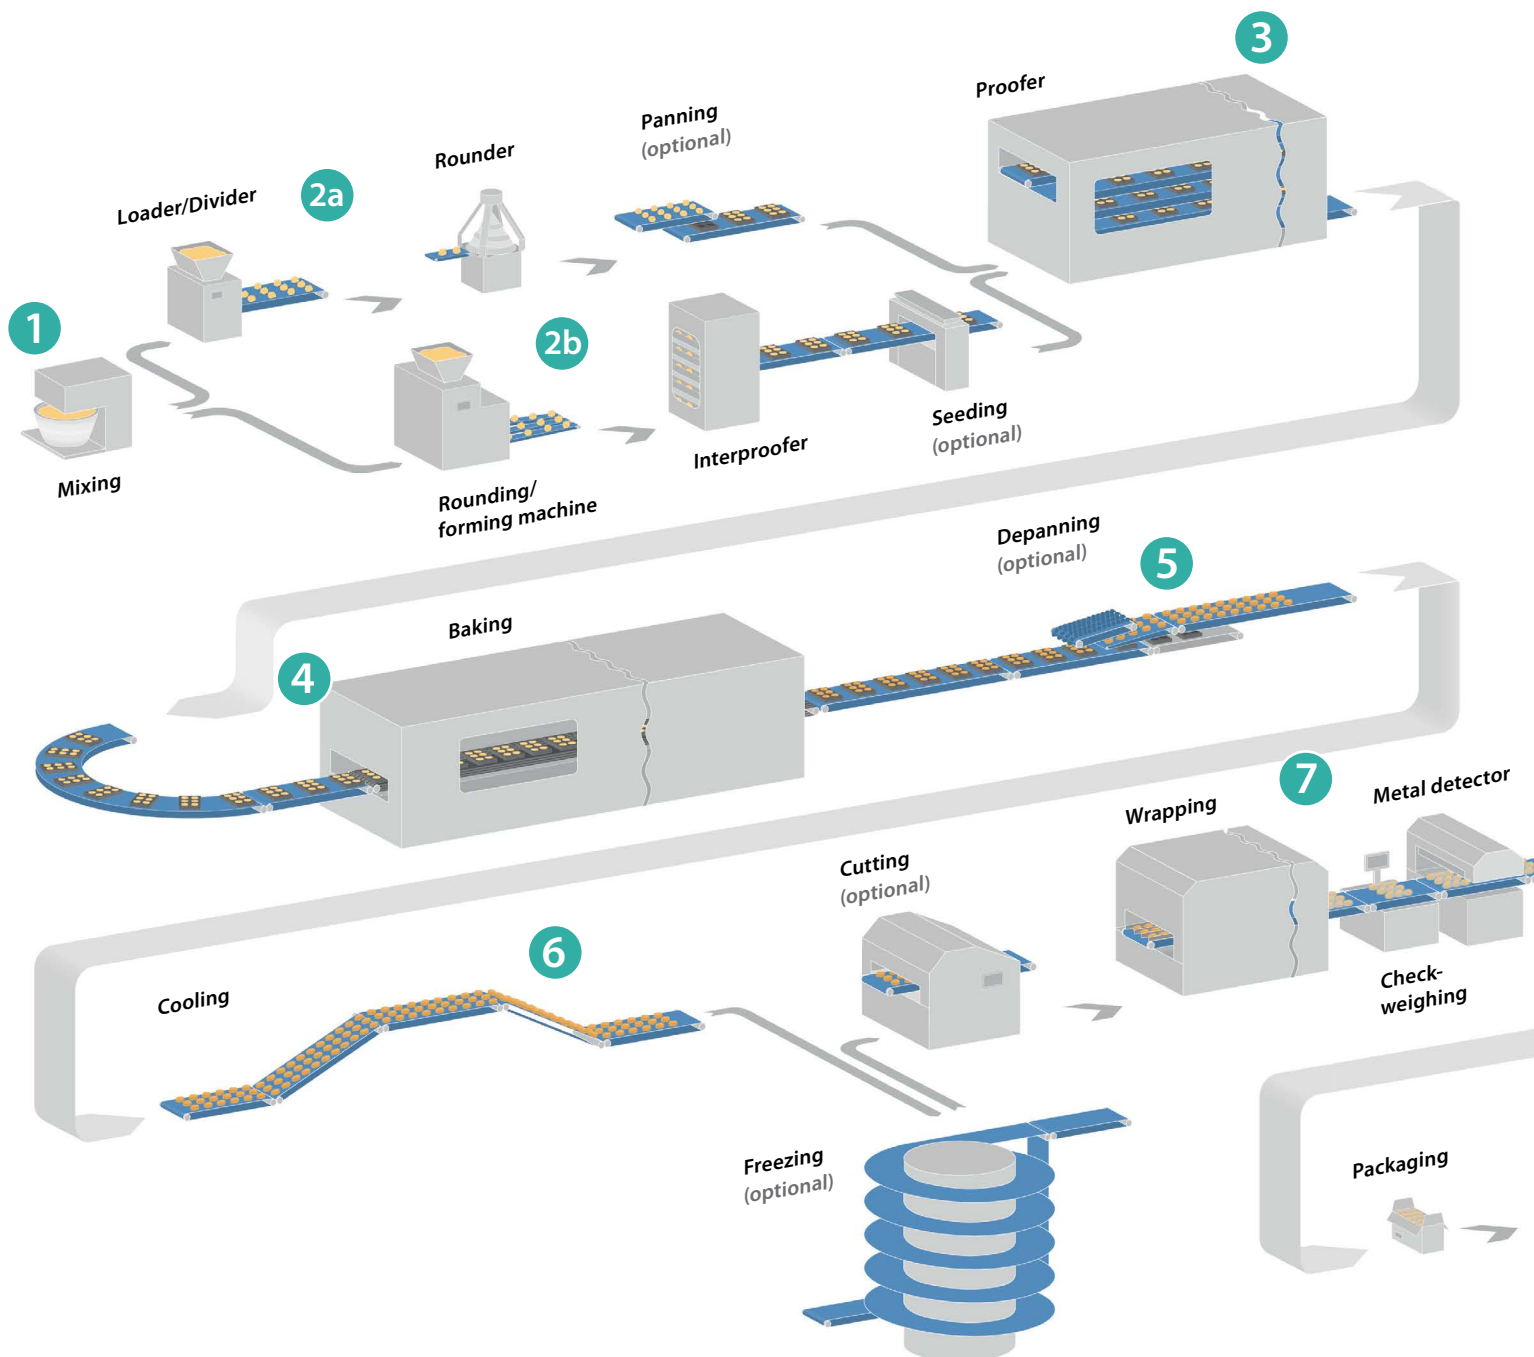 3
Proofer
Panning
(optional)
Rounder
2a
Loader/Divider
1
2b
Mixing
Rounding/
forming machine
Interproofer
Seeding
(optional)
Depanning
(optional)
5
Baking
4
7
Metal detector
Wrapping
Cutting
(optional)
6
Cooling
Check-
weighing
Freezing
(optional)
Packaging